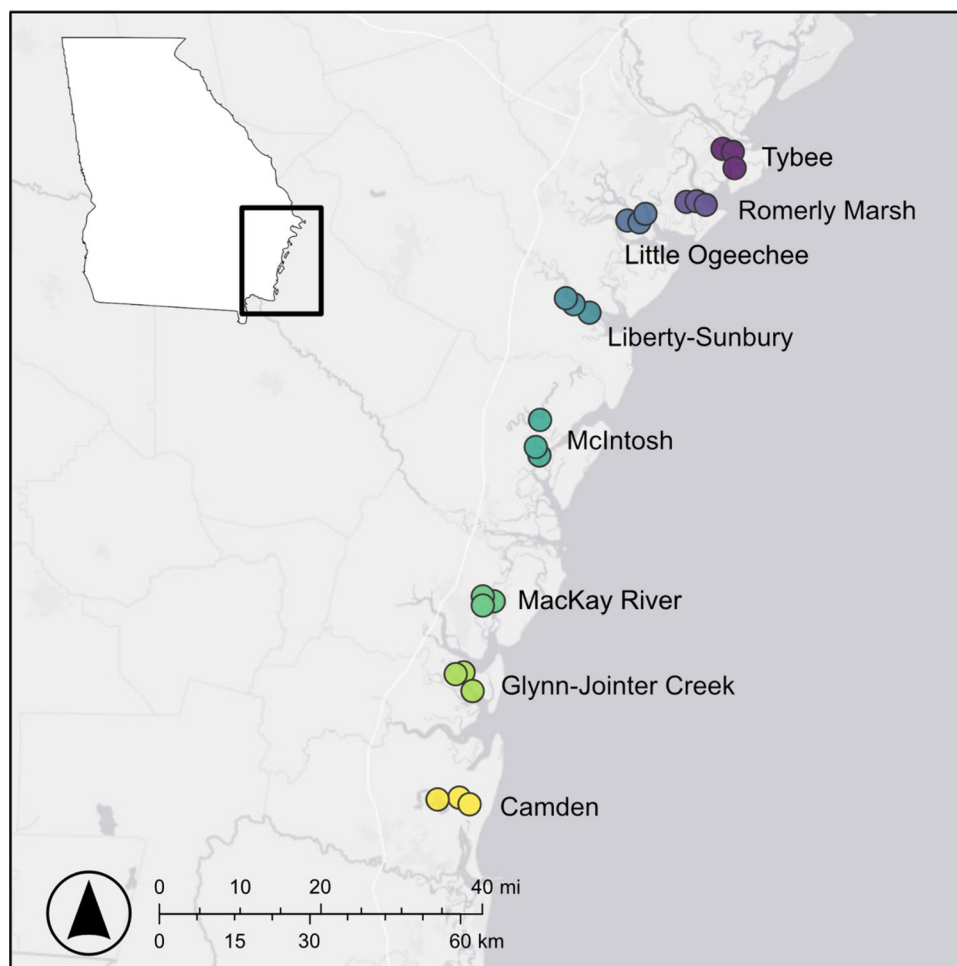 Tybee
Romerly Marsh
Little Ogeechee
Liberty-Sunbury
McIntosh
MacKay River
Glynn-Jointer Creek
Camden
0 10 20 40 mi
0 15 30 60 km